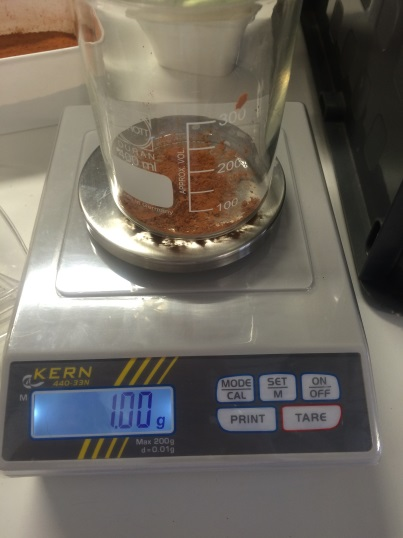 300
DURAN
APPROX VOL
200
100
KERN
440-33N
M
1.00 g
Max 200g
d=0.01g
MODE
CAL
SET
M
ON
OFF
PRINT
TARE